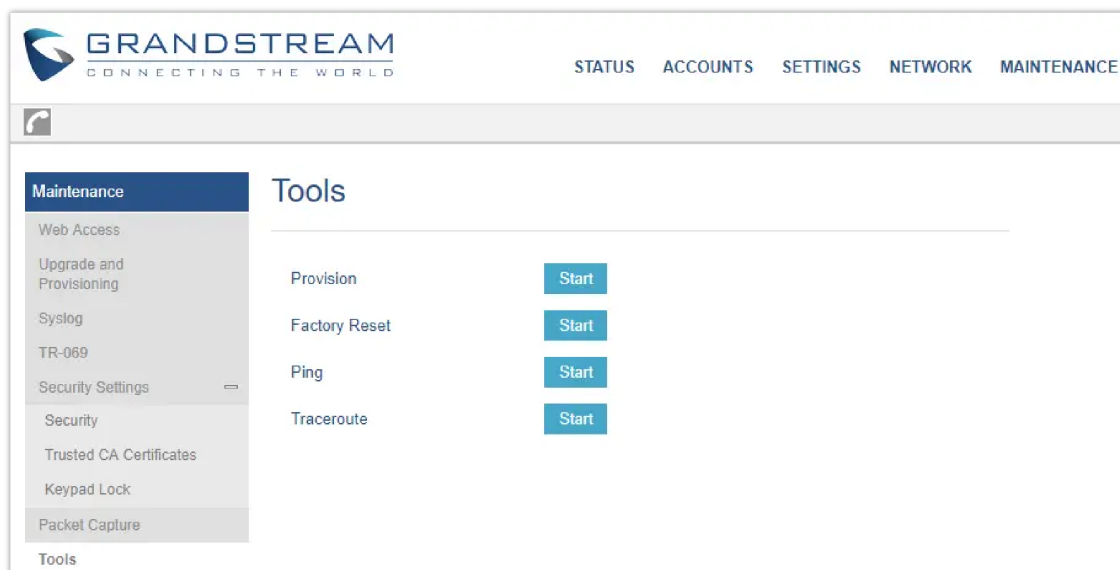 GRANDSTREAM
CONNECTING THE WORLD
STATUS ACCOUNTS SETTINGS NETWORK MAINTENANCE
Maintenance
Web Access
Upgrade and
Provisioning
Syslog
TR-069
Security Settings
Security
Trusted CA Certificates
Keypad Lock
Packet Capture
Tools
Tools
Provision Start
Factory Reset Start
Ping Start
Traceroute Start